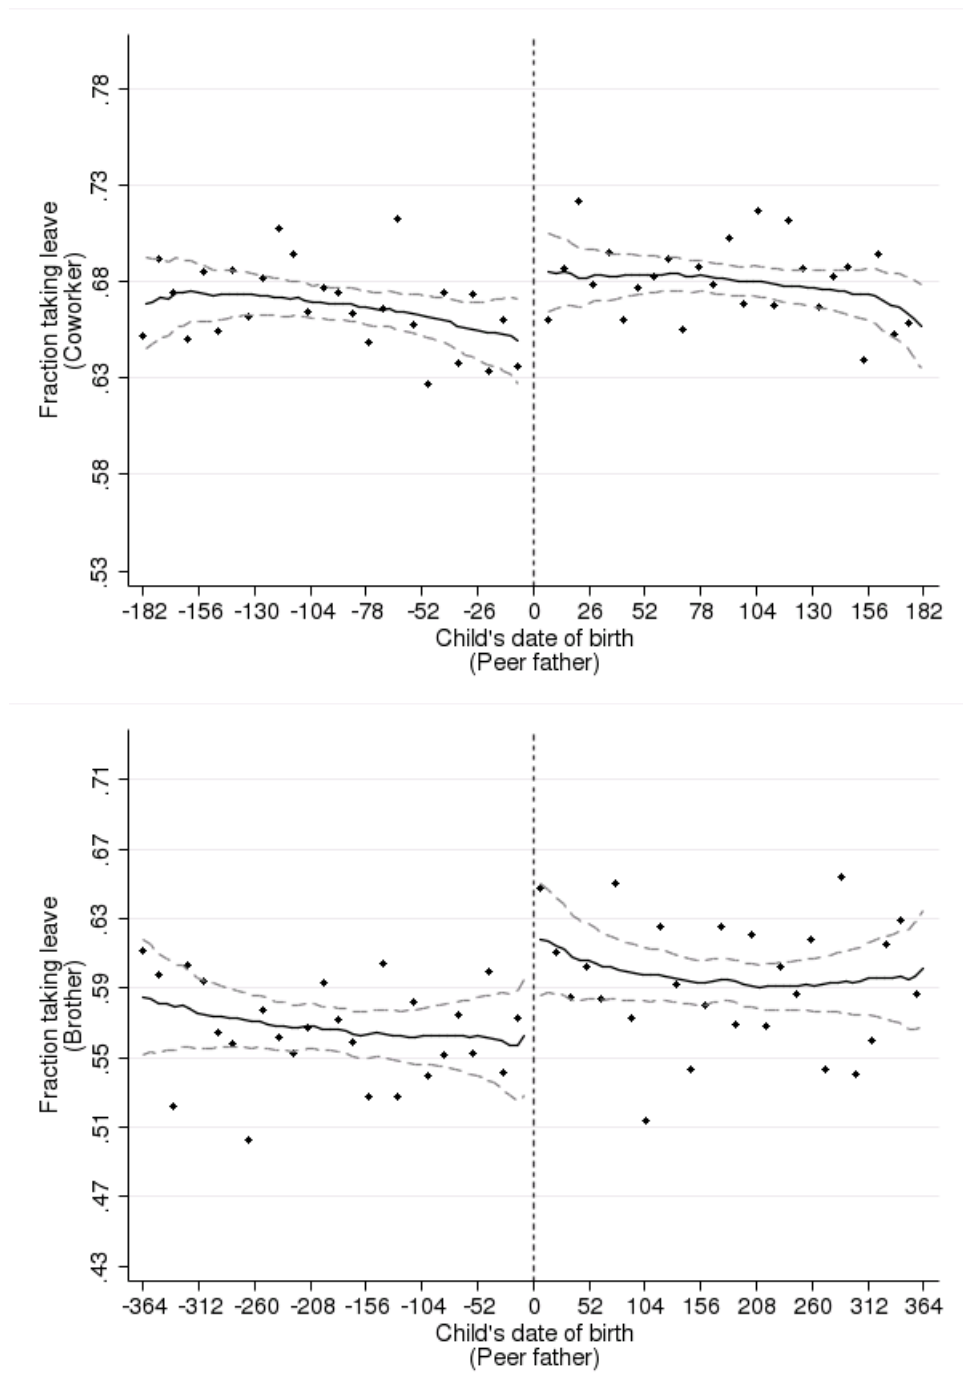 .78
.73
.68
.63
.58
.53
Fraction taking leave
(Coworker)
-182 -156 -130 -104 -78 -52 -26 0 26 52 78 104 130 156 182
Child's date of birth
(Peer father)
.71
.67
.63
.59
.55
.51
.47
.43
Fraction taking leave
(Brother)
-364 -312 -260 -208 -156 -104 -52 0 52 104 156 208 260 312 364
Child's date of birth
(Peer father)